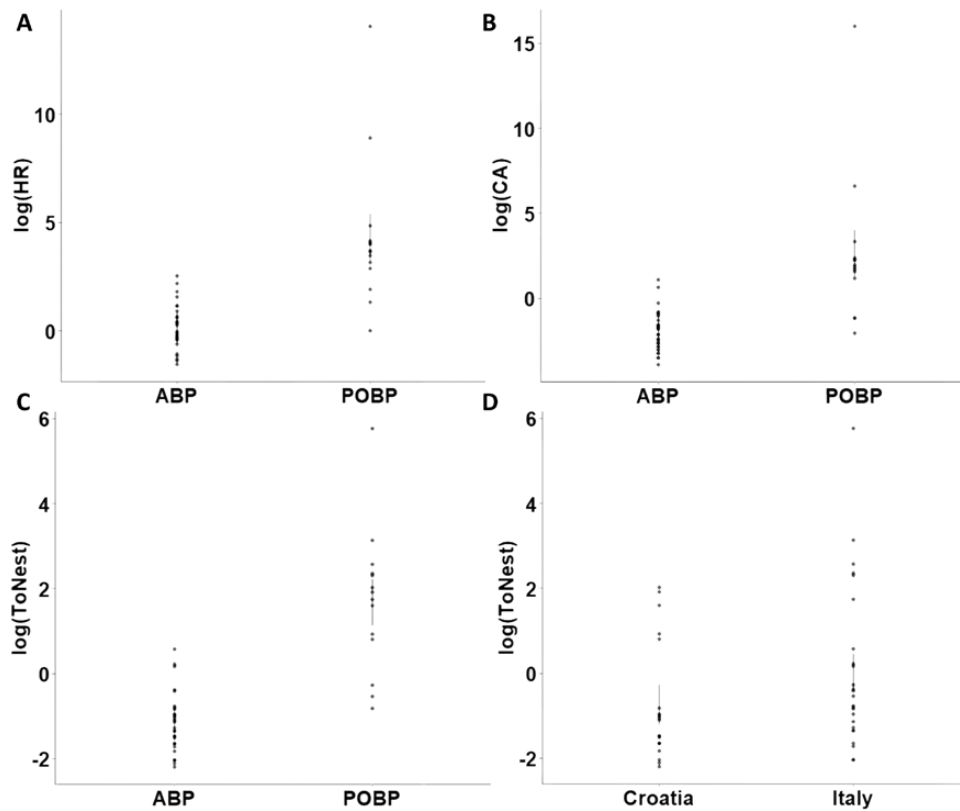 A
log(HR)
10
5
0
ABP POBP
B
log(CA)
15
10
5
0
ABP POBP
C
log(ToNest)
6
4
2
0
-2
ABP POBP
D
log(ToNest)
6
4
2
0
-2
Croatia Italy